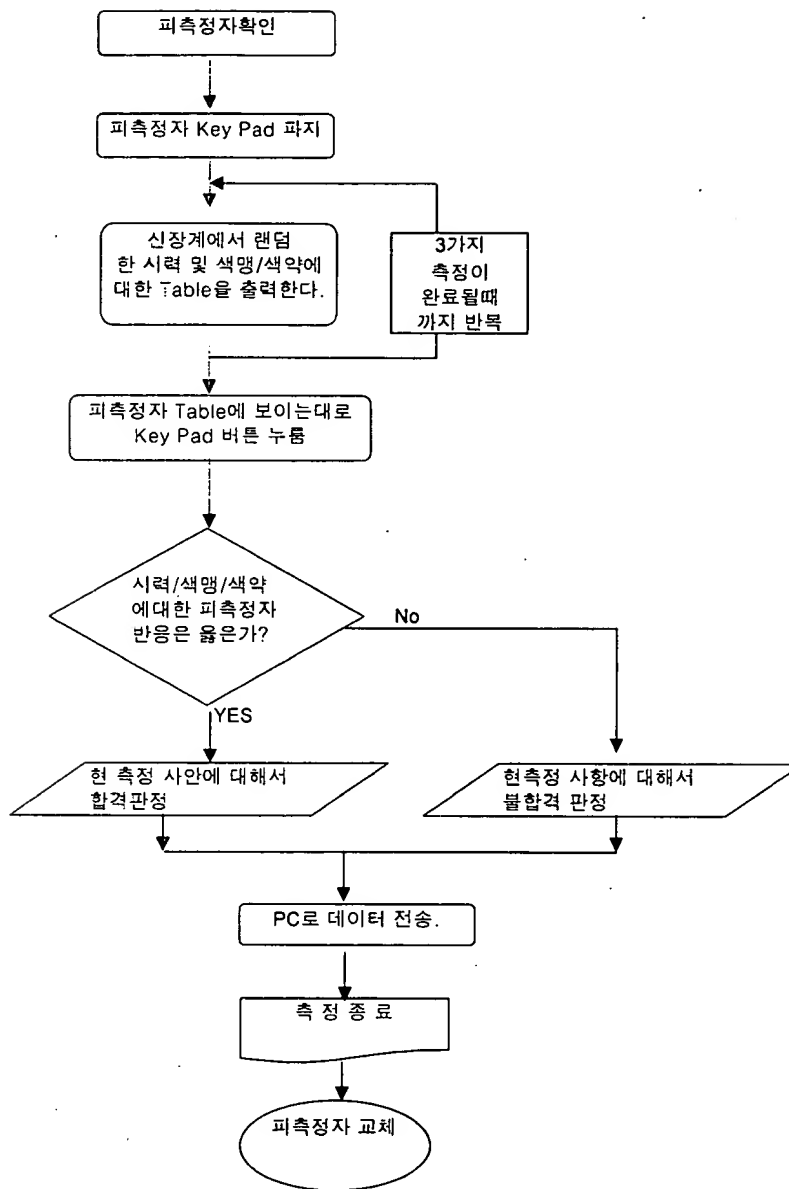 피측정자확인
피측정자 Key Pad 파지
신장계에서 랜덤
한 시력 및 색맹/색약에
대한 Table을 출력한다.
3가지
측정이
완료될때
까지 반목
피측정자 Table에 보이는대로
Key Pad 버튼 누룸
시력/색맹/색약
에대한 피측정자
반응은 옳은가?
No
YES
현 측정 사안에 대해서
합격판정
현측정 사항에 대해서
불합격 판정
PC로 데이터 전송.
측 정 종 료
피측정자 교체